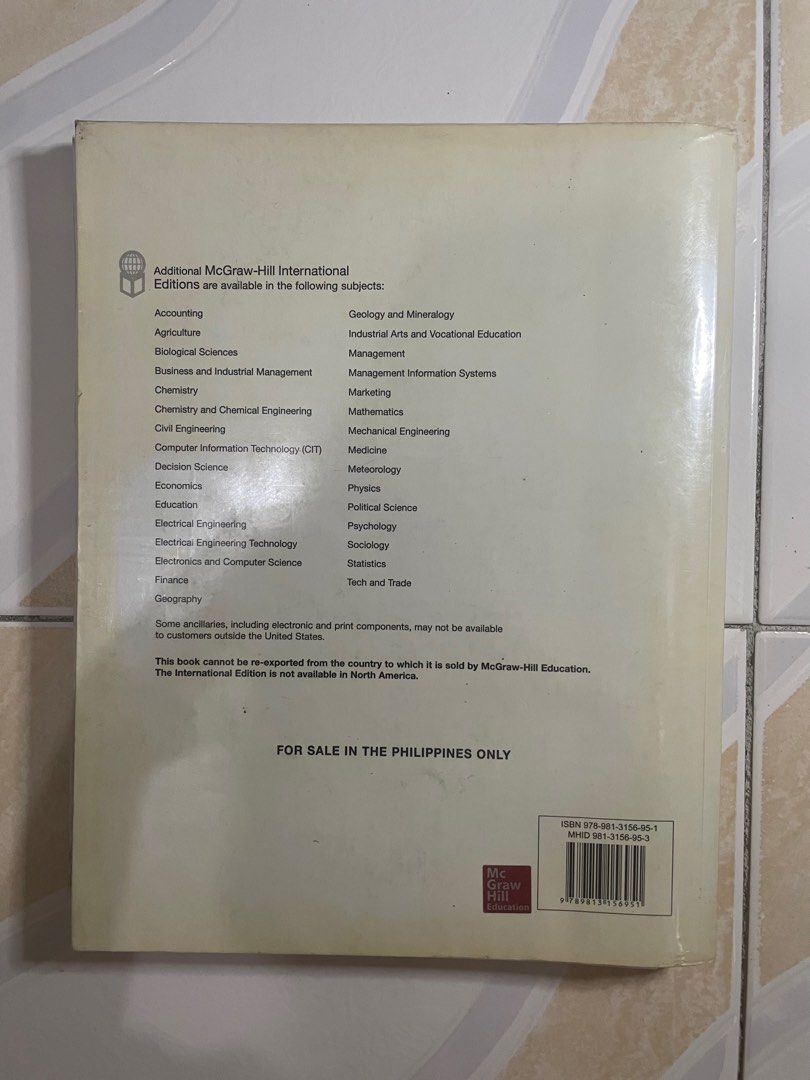 Additional McGraw-Hill International
Editions are available in the following subjects:
Accounting
Agriculture
Biological Sciences
Business and Industrial Management
Chemistry
Chemistry and Chemical Engineering
Civil Engineering
Computer Information Technology (CIT)
Decision Science
Economics
Education
Electrical Engineering
Electrical Engineering Technology
Electronics and Computer Science
Finance
Geography
Geology and Mineralogy
Industrial Arts and Vocational Education
Management
Management Information Systems
Marketing
Mathematics
Mechanical Engineering
Medicine
Meteorology
Physics
Political Science
Psychology
Sociology
Statistics
Tech and Trade
Some ancillaries, including electronic and print components, may not be available
to customers outside the United States.
This book cannot be re-exported from the country to which it is sold by McGraw-Hill Education.
The International Edition is not available in North America.
FOR SALE IN THE PHILIPPINES ONLY
Mc
Graw
Hill
Education
ISBN 978-981-3156-95-1
MHID 981-3156-95-3
9 789813 156951